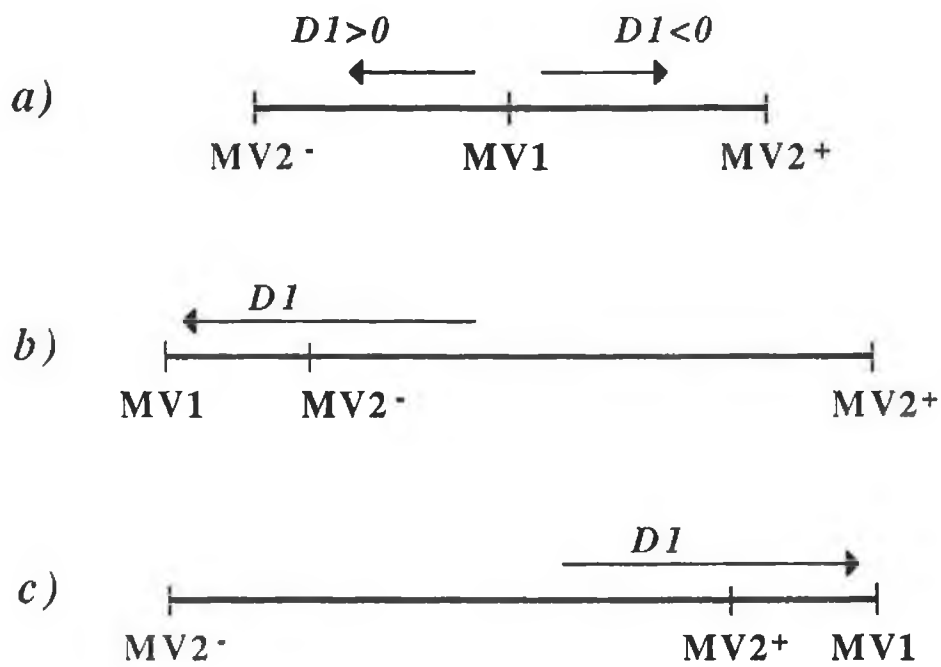 D1>0 D1<0
a)
MV2- MV1 MV2+
D1
b)
MV1 MV2- MV2+
D1
c)
MV2- MV2+ MV1